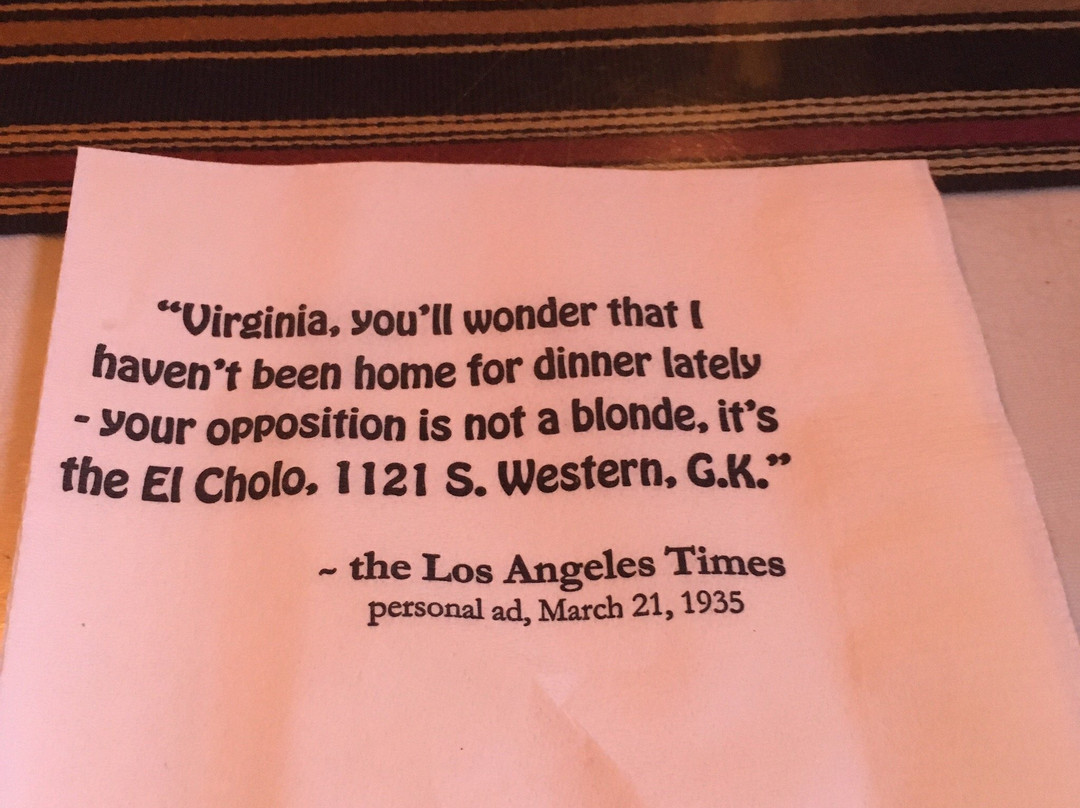 “Virginia, you’ll wonder that I
haven’t been home for dinner lately
- your opposition is not a blonde, it’s
the El Cholo, 1121 S. Western, G.K.”
~ the Los Angeles Times
personal ad, March 21, 1935